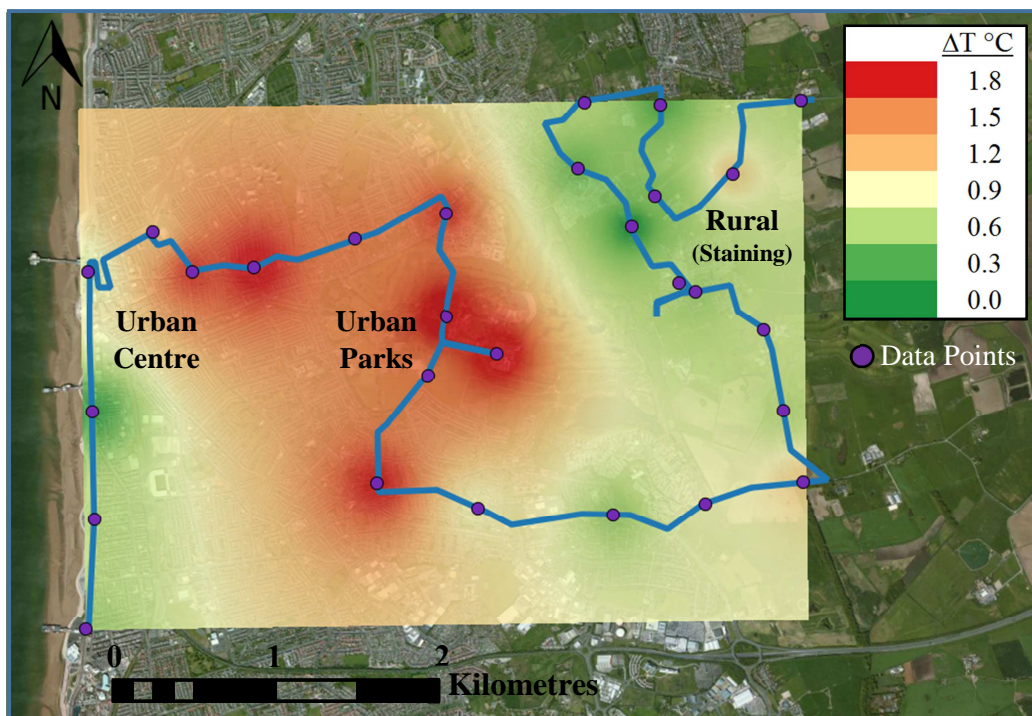 N
ΔT °C
1.8
1.5
1.2
0.9
0.6
0.3
0.0
Data Points
Rural
(Staining)
Urban
Centre
Urban
Parks
0
1
2
Kilometres